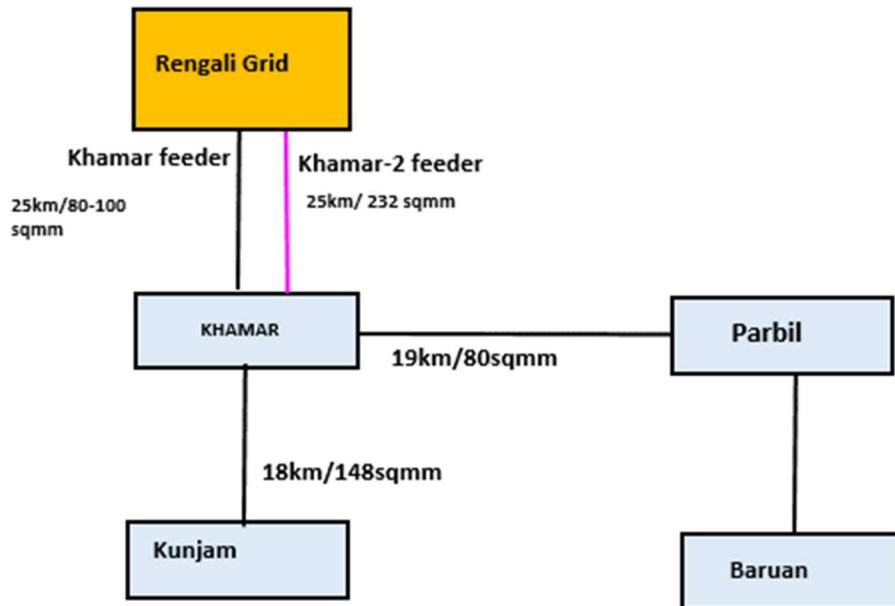 Rengali Grid
Khamar feeder
Khamar-2 feeder
25km/80-100
sqmm
25km/ 232 sqmm
KHAMAR
Parbil
19km/80sqmm
18km/148sqmm
Kunjam
Baruan